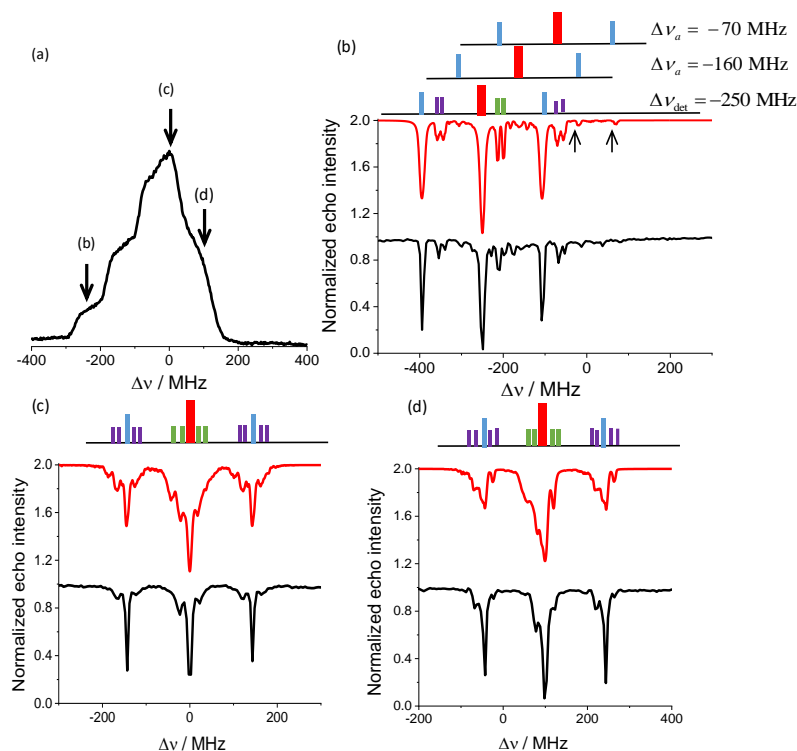 (a)
(c)
(d)
(b)
-400 -200 0 200 400
Δν / MHz
(b)
Δν_a = −70 MHz
Δν_a = −160 MHz
Δν_det = −250 MHz
Normalized echo intensity
2.0
1.6
1.2
0.8
0.4
0.0
-400 -200 0 200
Δν / MHz
(c)
Normalized echo intensity
2.0
1.6
1.2
0.8
0.4
0.0
-200 0 200
Δν / MHz
(d)
Normalized echo intensity
2.0
1.6
1.2
0.8
0.4
0.0
-200 0 200 400
Δν / MHz